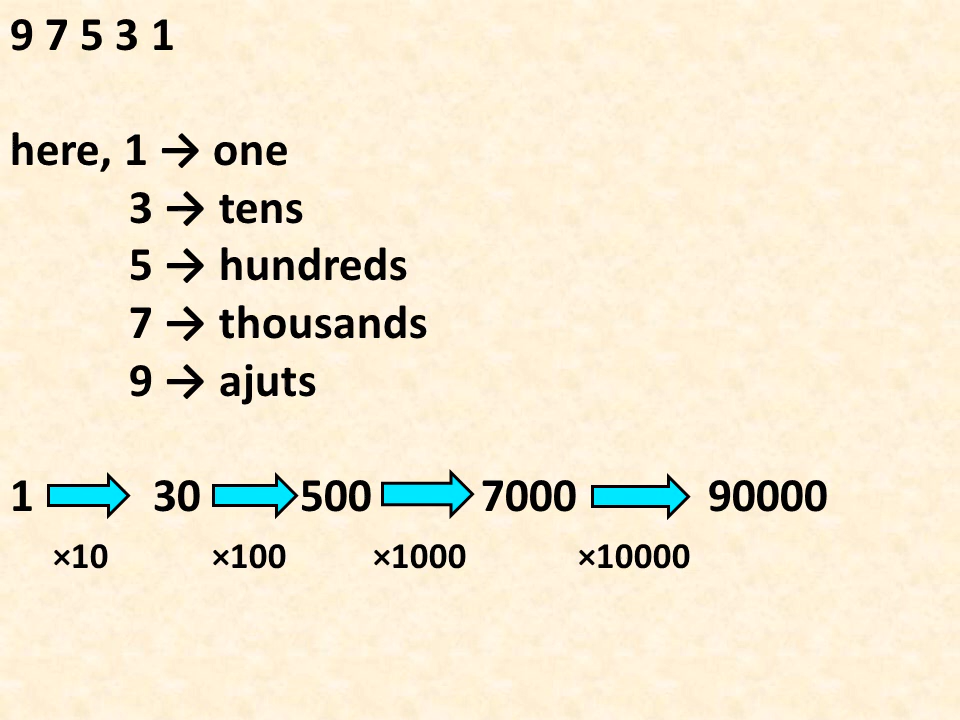 9 7 5 3 1
here, 1 → one
3 → tens
5 → hundreds
7 → thousands
9 → ajuts
1 30 500 7000 90000
×10 ×100 ×1000 ×10000